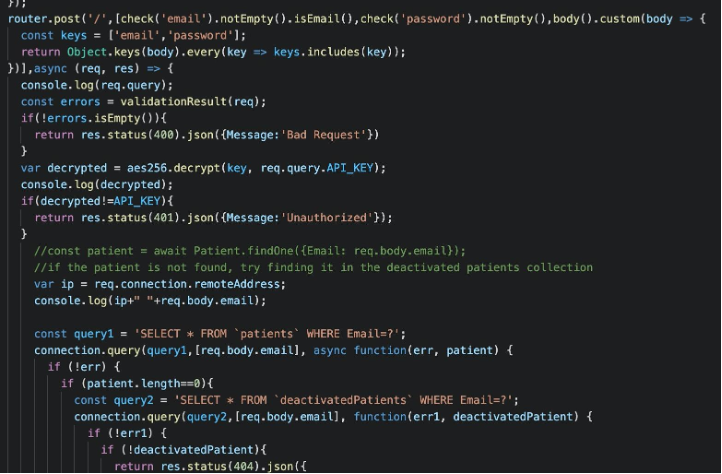 });
router.post('/',[check('email').notEmpty().isEmail(),check('password').notEmpty(),body().custom(body => {
  const keys = ['email','password'];
  return Object.keys(body).every(key => keys.includes(key));
})],async (req, res) => {
  console.log(req.query);
  const errors = validationResult(req);
  if(!errors.isEmpty()){
    return res.status(400).json({Message:'Bad Request'})
  }
  var decrypted = aes256.decrypt(key, req.query.API_KEY);
  console.log(decrypted);
  if(decrypted!=API_KEY){
    return res.status(401).json({Message:'Unauthorized'});
  }
    //const patient = await Patient.findOne({Email: req.body.email});
    //if the patient is not found, try finding it in the deactivated patients collection
    var ip = req.connection.remoteAddress;
    console.log(ip+" "+req.body.email);

    const query1 = 'SELECT * FROM `patients` WHERE Email=?';
    connection.query(query1,[req.body.email], async function(err, patient) {
      if (!err) {
        if (patient.length==0){
          const query2 = 'SELECT * FROM `deactivatedPatients` WHERE Email=?';
          connection.query(query2,[req.body.email], function(err1, deactivatedPatient) {
            if (!err1) {
              if (!deactivatedPatient){
                return res.status(404).json({